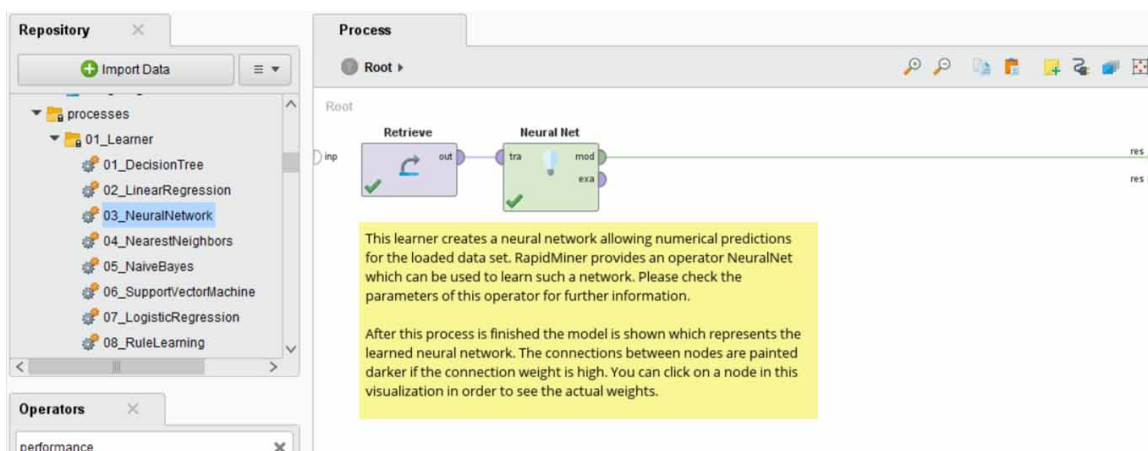 Repository
Process
Import Data
Root
processes
01_Learner
01_DecisionTree
02_LinearRegression
03_NeuralNetwork
04_NearestNeighbors
05_NaiveBayes
06_SupportVectorMachine
07_LogisticRegression
08_RuleLearning
Operators
performance
Root
Retrieve
Neural Net
inp
out
tra
mod
exa
res
res
This learner creates a neural network allowing numerical predictions
for the loaded data set. RapidMiner provides an operator NeuralNet
which can be used to learn such a network. Please check the
parameters of this operator for further information.
After this process is finished the model is shown which represents the
learned neural network. The connections between nodes are painted
darker if the connection weight is high. You can click on a node in this
visualization in order to see the actual weights.